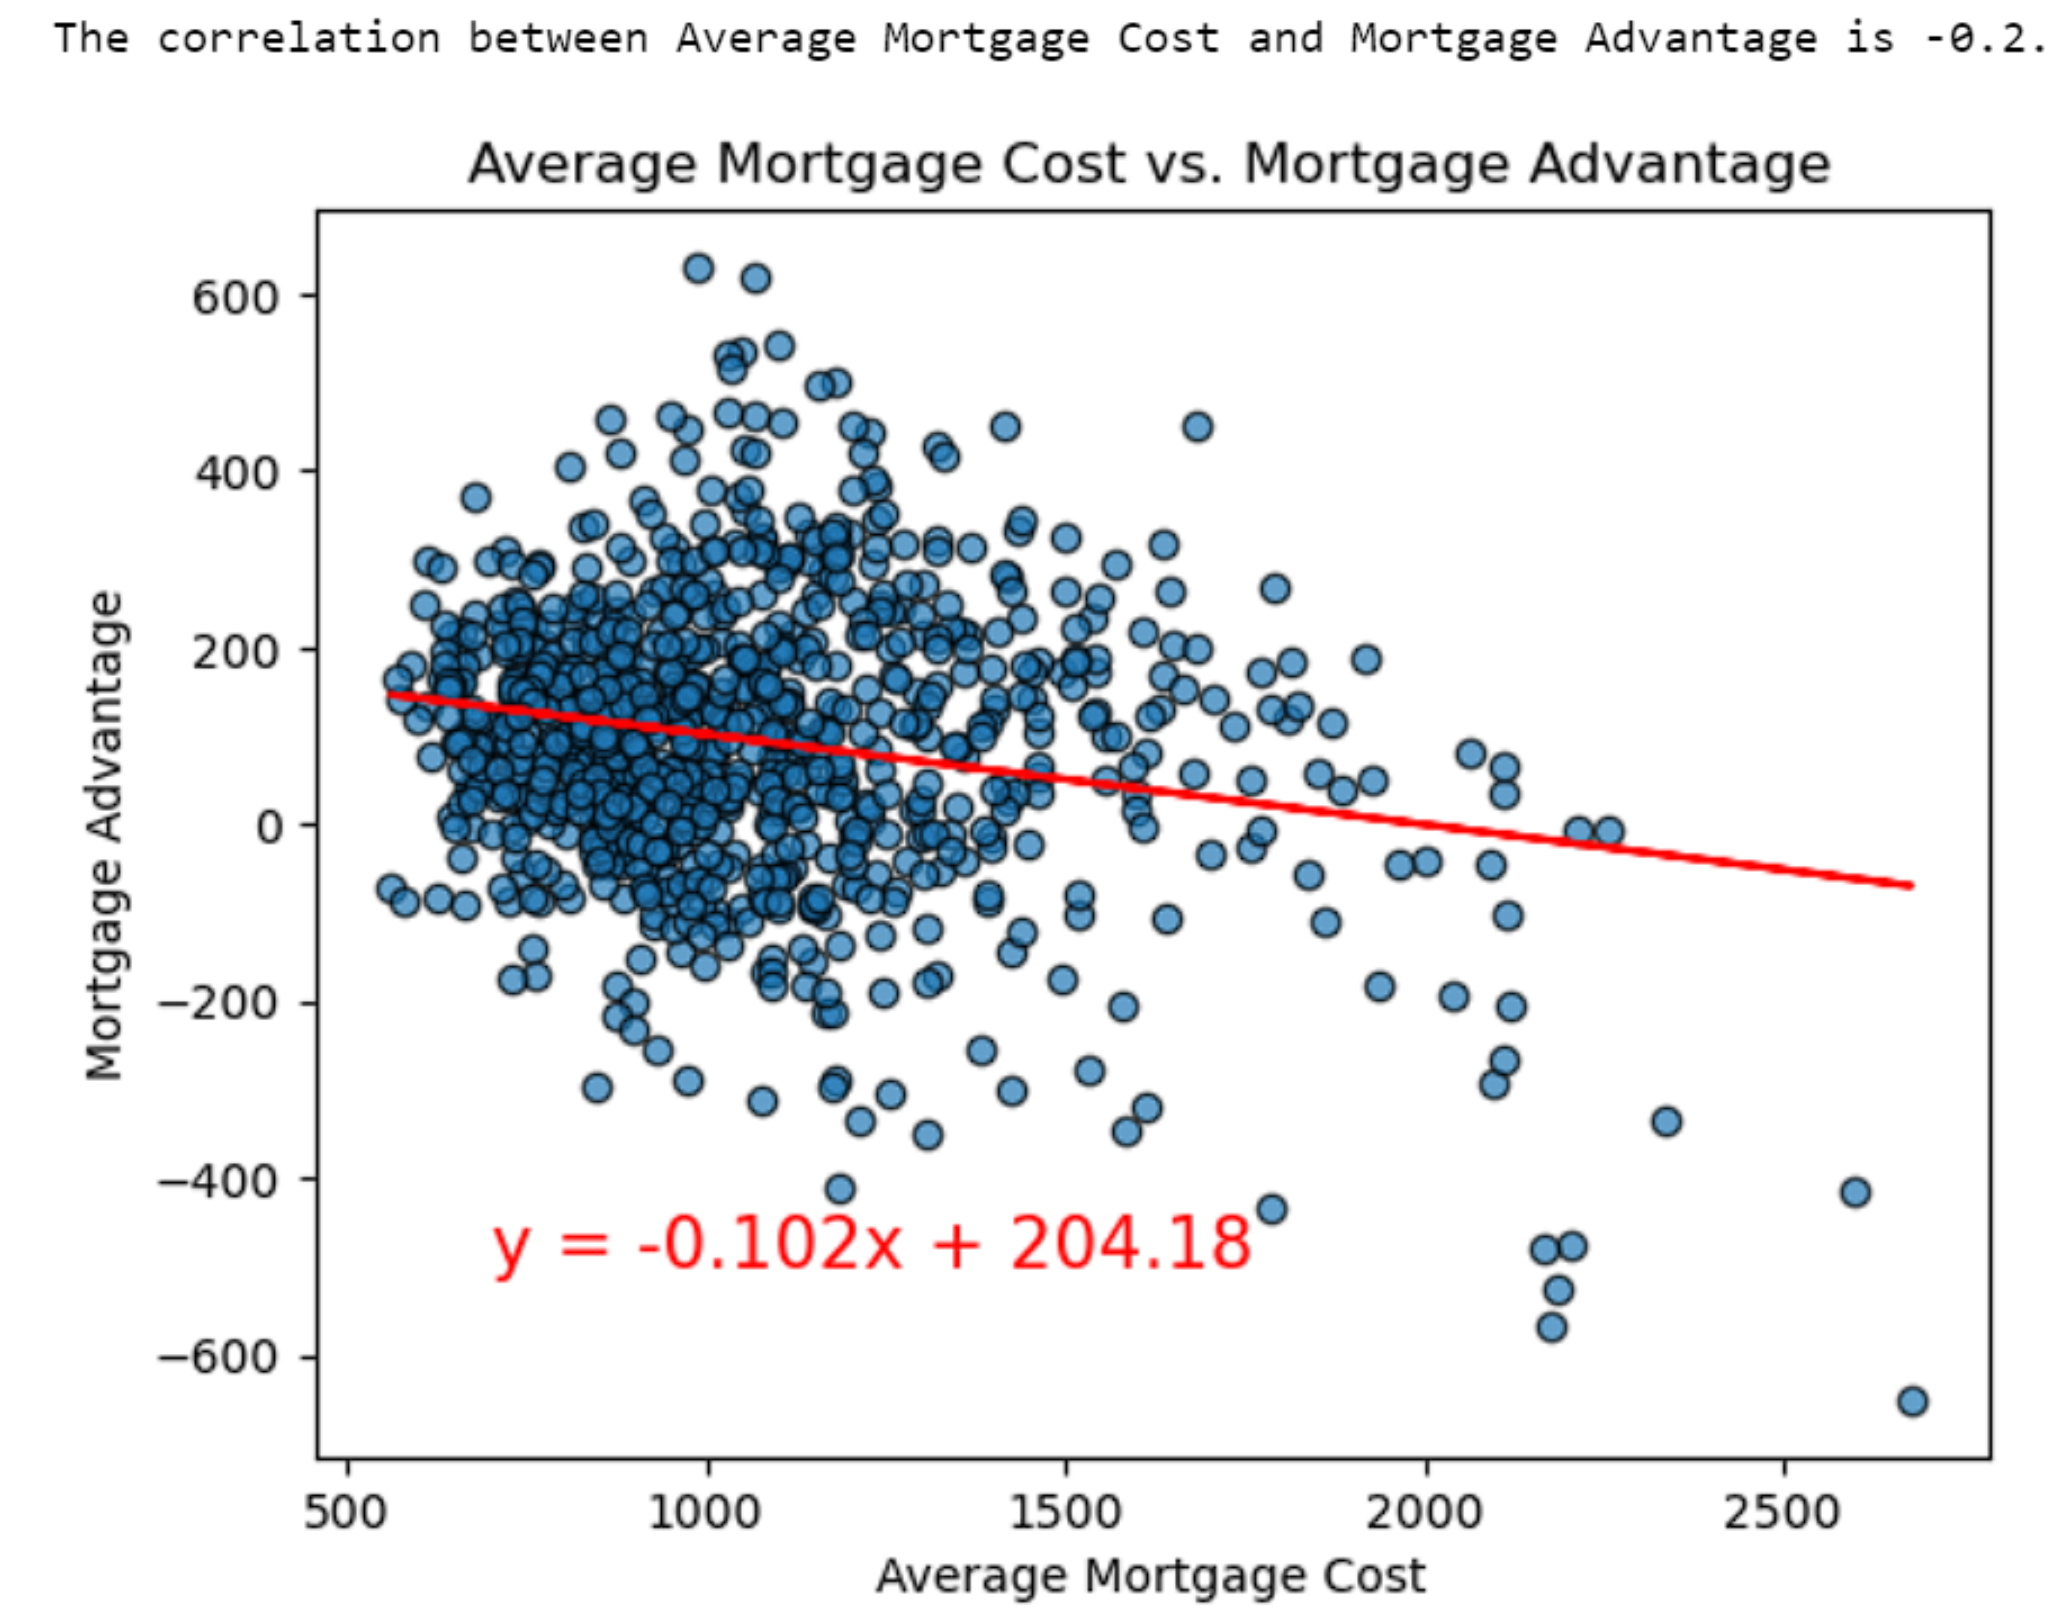 The correlation between Average Mortgage Cost and Mortgage Advantage is -0.2.
Average Mortgage Cost vs. Mortgage Advantage
Mortgage Advantage
600
400
200
0
−200
−400
−600
y = -0.102x + 204.18
500 1000 1500 2000 2500
Average Mortgage Cost